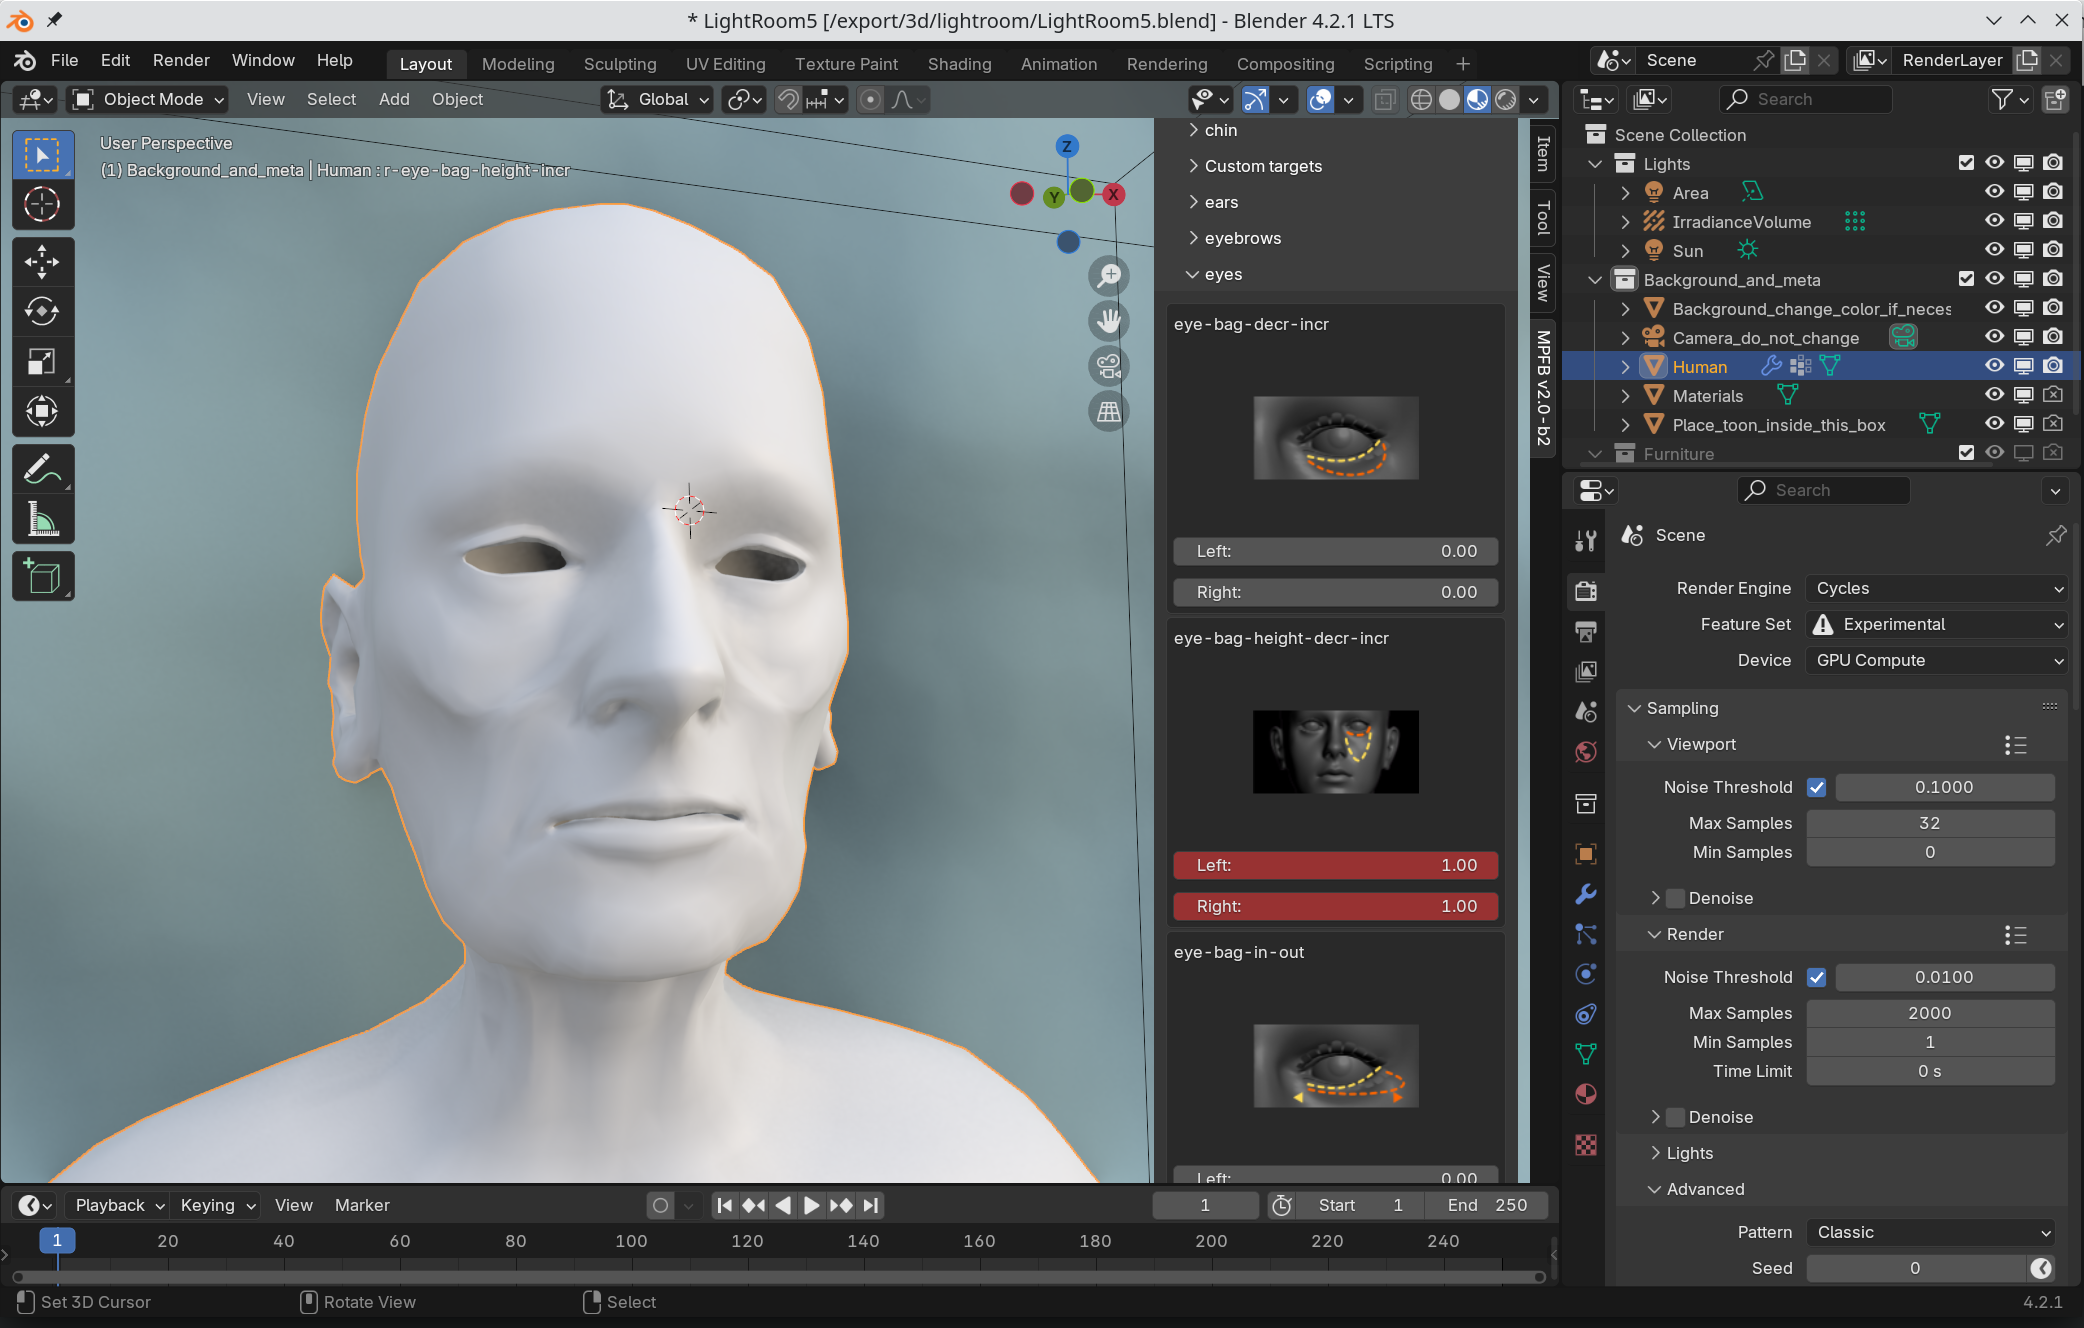 * LightRoom5 [/export/3d/lightroom/LightRoom5.blend] - Blender 4.2.1 LTS
File Edit Render Window Help
Layout Modeling Sculpting UV Editing Texture Paint Shading Animation Rendering Compositing Scripting +
Scene
RenderLayer
Object Mode View Select Add Object
Global
Search
User Perspective
(1) Background_and_meta | Human : r-eye-bag-height-incr
Z
Y
X
chin
Custom targets
ears
eyebrows
eyes
eye-bag-decr-incr
Left: 0.00
Right: 0.00
eye-bag-height-decr-incr
Left: 1.00
Right: 1.00
eye-bag-in-out
Left: 0.00
Item
Tool
View
MPFB v2.0-b2
Scene Collection
Lights
Area
IrradianceVolume
Sun
Background_and_meta
Background_change_color_if_neces
Camera_do_not_change
Human
Materials
Place_toon_inside_this_box
Furniture
Search
Scene
Render Engine Cycles
Feature Set Experimental
Device GPU Compute
Sampling
Viewport
Noise Threshold 0.1000
Max Samples 32
Min Samples 0
Denoise
Render
Noise Threshold 0.0100
Max Samples 2000
Min Samples 1
Time Limit 0 s
Denoise
Lights
Advanced
Pattern Classic
Seed 0
Playback Keying View Marker
1
Start 1
End 250
1 20 40 60 80 100 120 140 160 180 200 220 240
Set 3D Cursor
Rotate View
Select
4.2.1